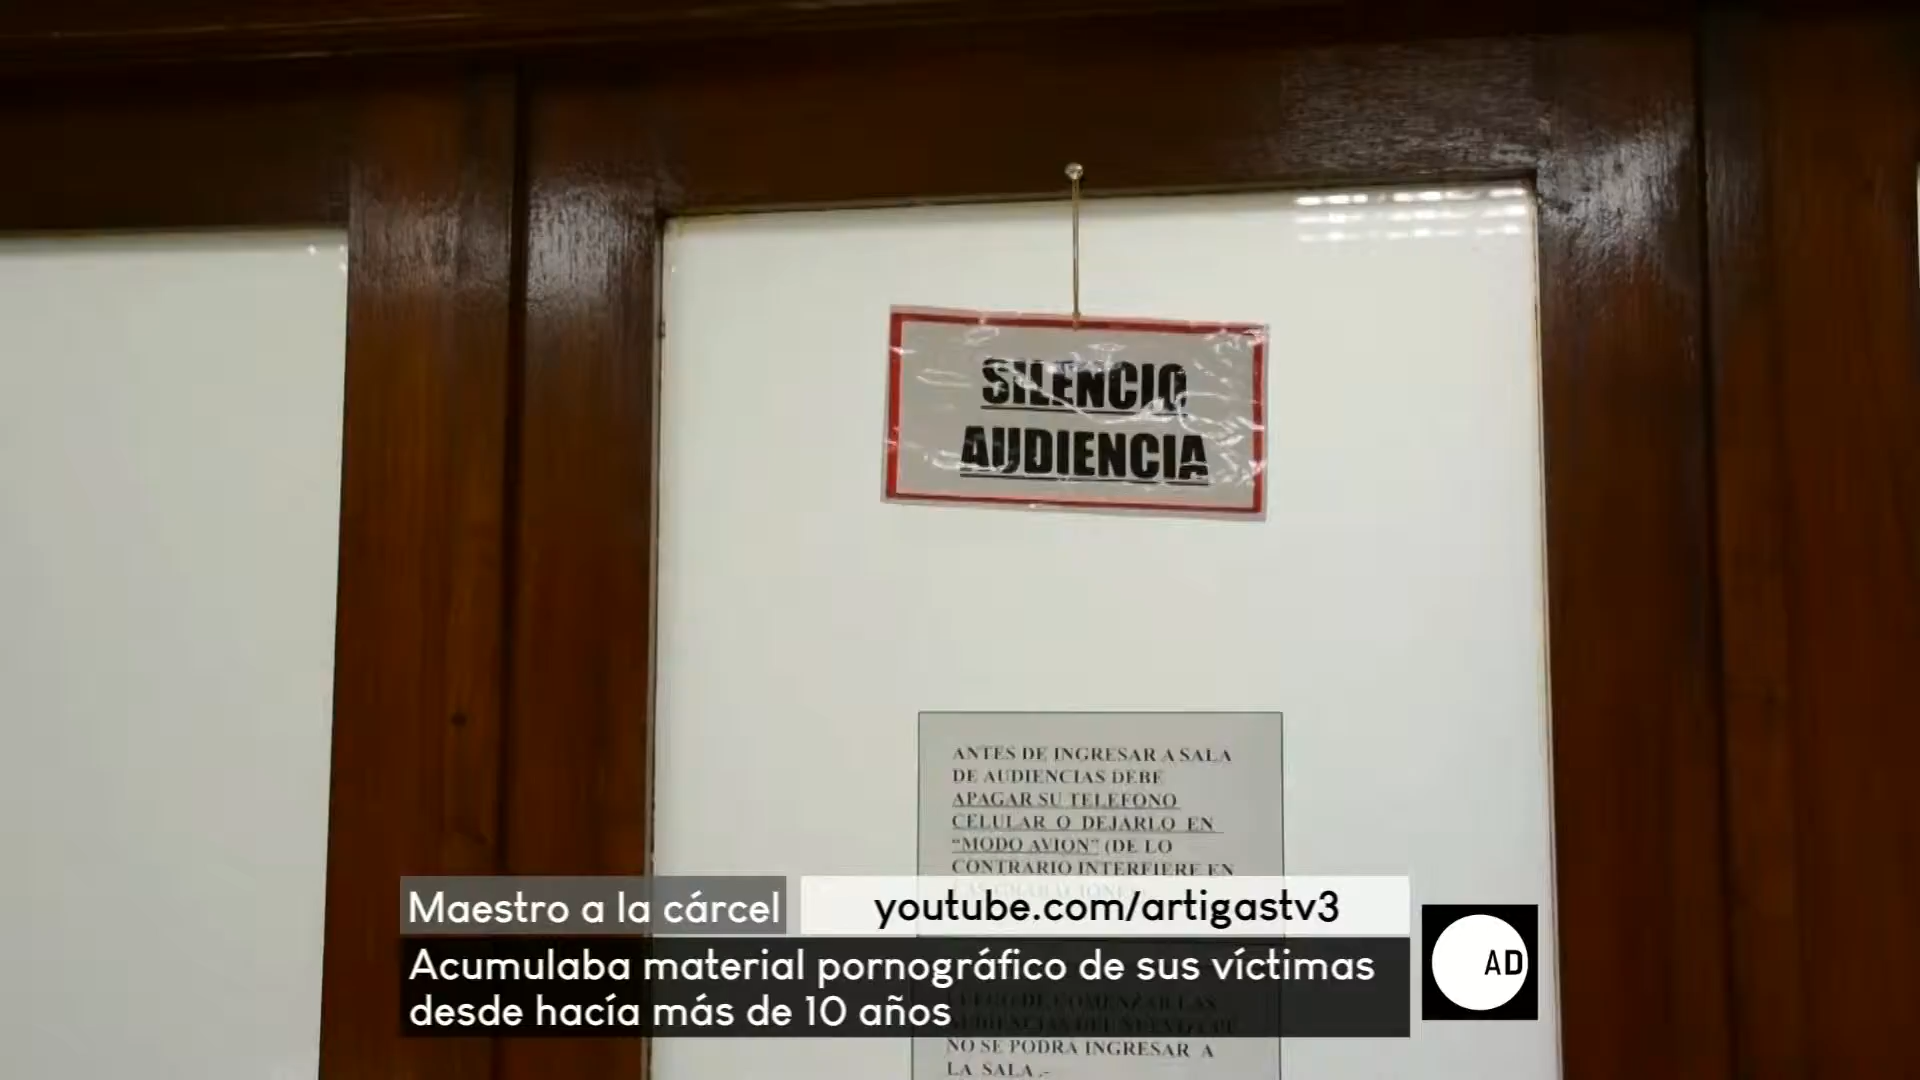 SILENCIO
AUDIENCIA
ANTES DE INGRESAR A SALA
DE AUDIENCIAS DEBE
APAGAR SU TELEFONO
CELULAR O DEJARLO EN
"MODO AVION" (DE LO
CONTRARIO INTERFIERE EN
Maestro a la cárcel
youtube.com/artigastv3
Acumulaba material pornográfico de sus víctimas
desde hacía más de 10 años
AD
NO SE PODRA INGRESAR A
LA SALA.-